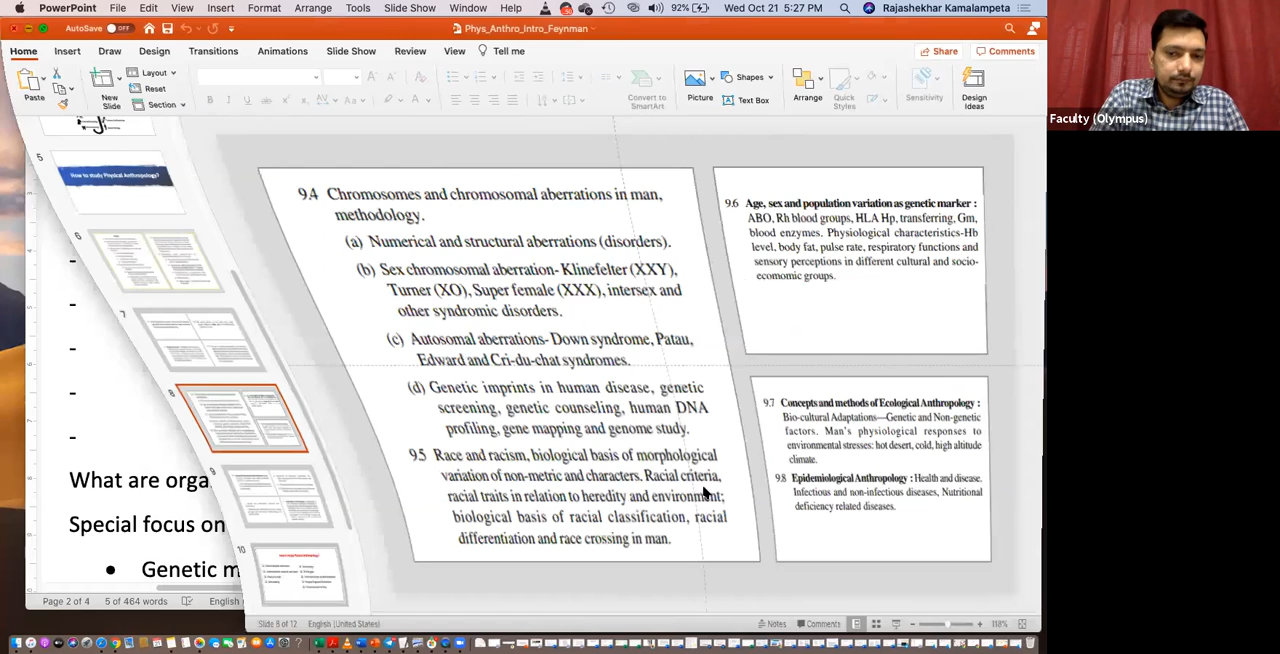 PowerPoint File Edit View Insert Format Arrange Tools Slide Show Window Help
92% Wed Oct 21 5:27 PM Rajashekhar Kamalampeta
AutoSave OFF
Phys_Anthro_Intro_Feynman
Home Insert Draw Design Transitions Animations Slide Show Review View Tell me
Share Comments
Paste
New Slide
Layout
Reset
Section
Convert to SmartArt
Picture
Shapes
Text Box
Arrange
Quick Styles
Sensitivity
Design Ideas
Faculty (Olympus)
5
How to study Physical Anthropology?
6
7
8
9
10
9.4 Chromosomes and chromosomal aberrations in man,
methodology.
(a) Numerical and structural aberrations (disorders).
(b) Sex chromosomal aberration- Klinefelter (XXY),
Turner (XO), Super female (XXX), intersex and
other syndromic disorders.
(c) Autosomal aberrations- Down syndrome, Patau,
Edward and Cri-du-chat syndromes.
(d) Genetic imprints in human disease, genetic
screening, genetic counseling, human DNA
profiling, gene mapping and genome study.
9.5 Race and racism, biological basis of morphological
variation of non-metric and characters. Racial criteria,
racial traits in relation to heredity and environment;
biological basis of racial classification, racial
differentiation and race crossing in man.
9.6 Age, sex and population variation as genetic marker :
ABO, Rh blood groups, HLA Hp, transferring, Gm,
blood enzymes. Physiological characteristics-Hb
level, body fat, pulse rate, respiratory functions and
sensory perceptions in different cultural and socio-
economic groups.
9.7 Concepts and methods of Ecological Anthropology :
Bio-cultural Adaptations—Genetic and Non-genetic
factors. Man's physiological responses to
environmental stresses: hot desert, cold, high altitude
climate.
9.8 Epidemiological Anthropology : Health and disease.
Infectious and non-infectious diseases, Nutritional
deficiency related diseases.
What are orga
Special focus on
• Genetic m
Page 2 of 4 5 of 464 words English
Slide 8 of 12 English (United States)
Notes Comments 118%